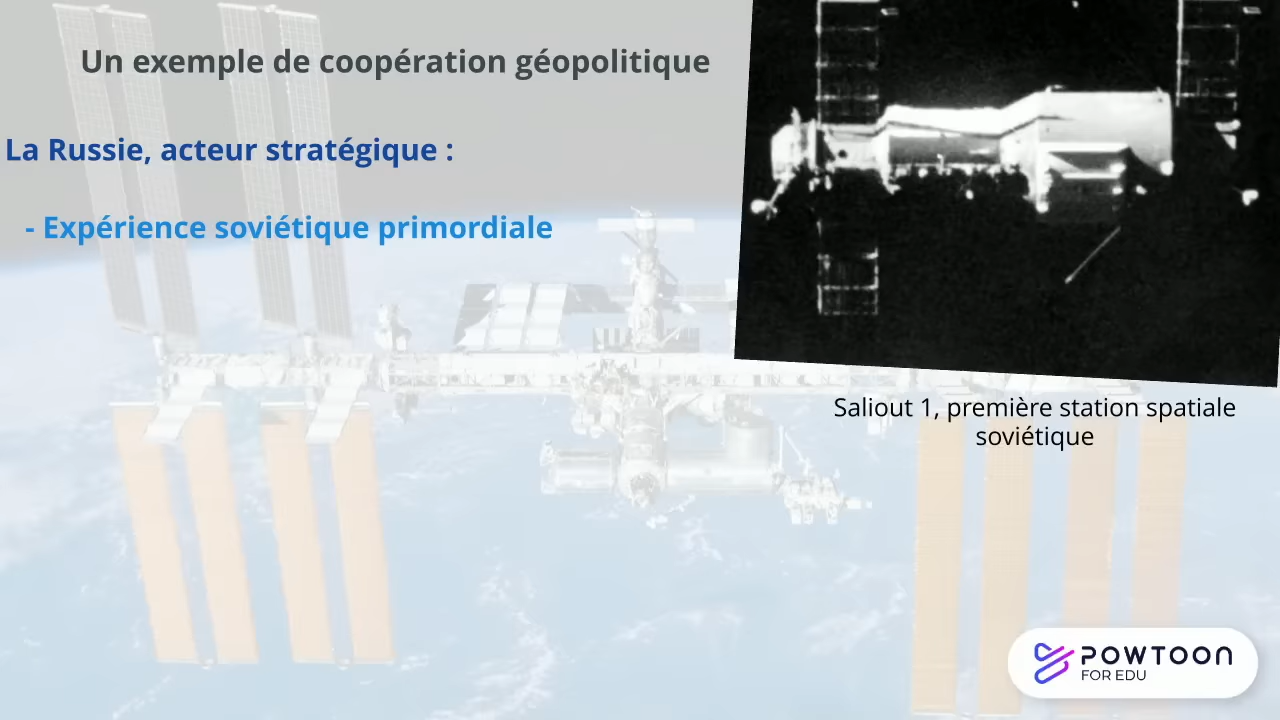 Un exemple de coopération géopolitique
La Russie, acteur stratégique :
- Expérience soviétique primordiale
Saliout 1, première station spatiale
soviétique
POWTOON
FOR EDU